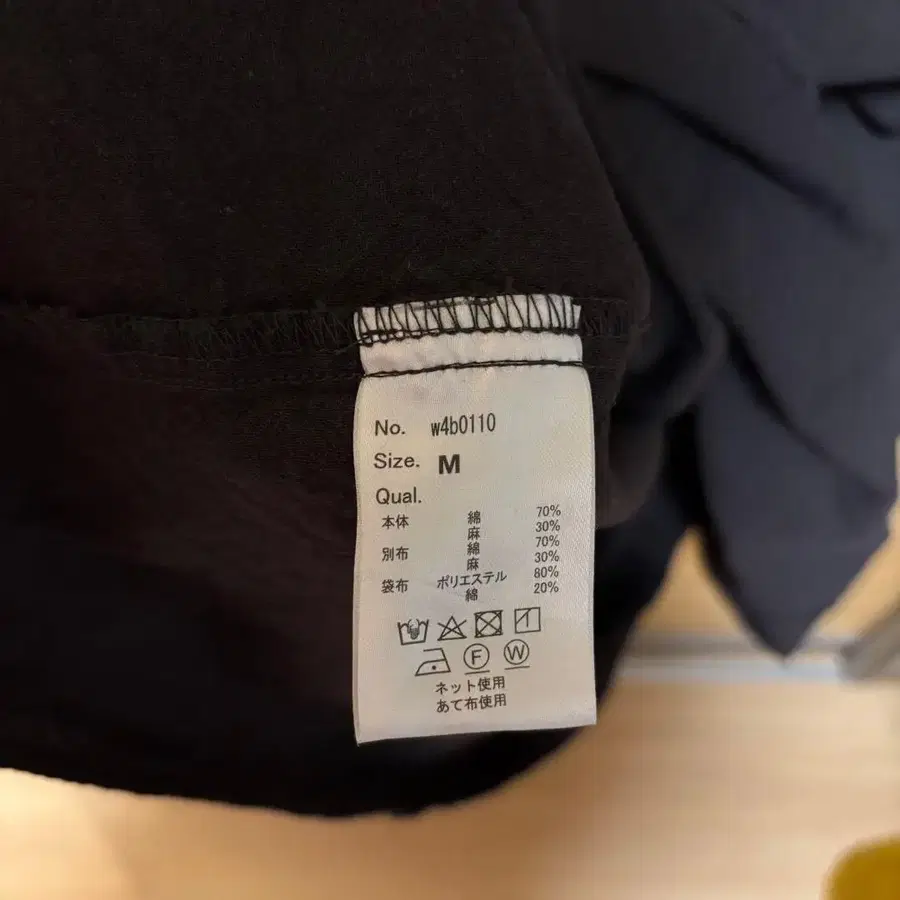 No. w4b0110
Size. M
Qual.
本体 綿 70%
麻 30%
別布 綿 70%
麻 30%
袋布 ポリエステル 80%
綿 20%
F W
ネット使用
あて布使用